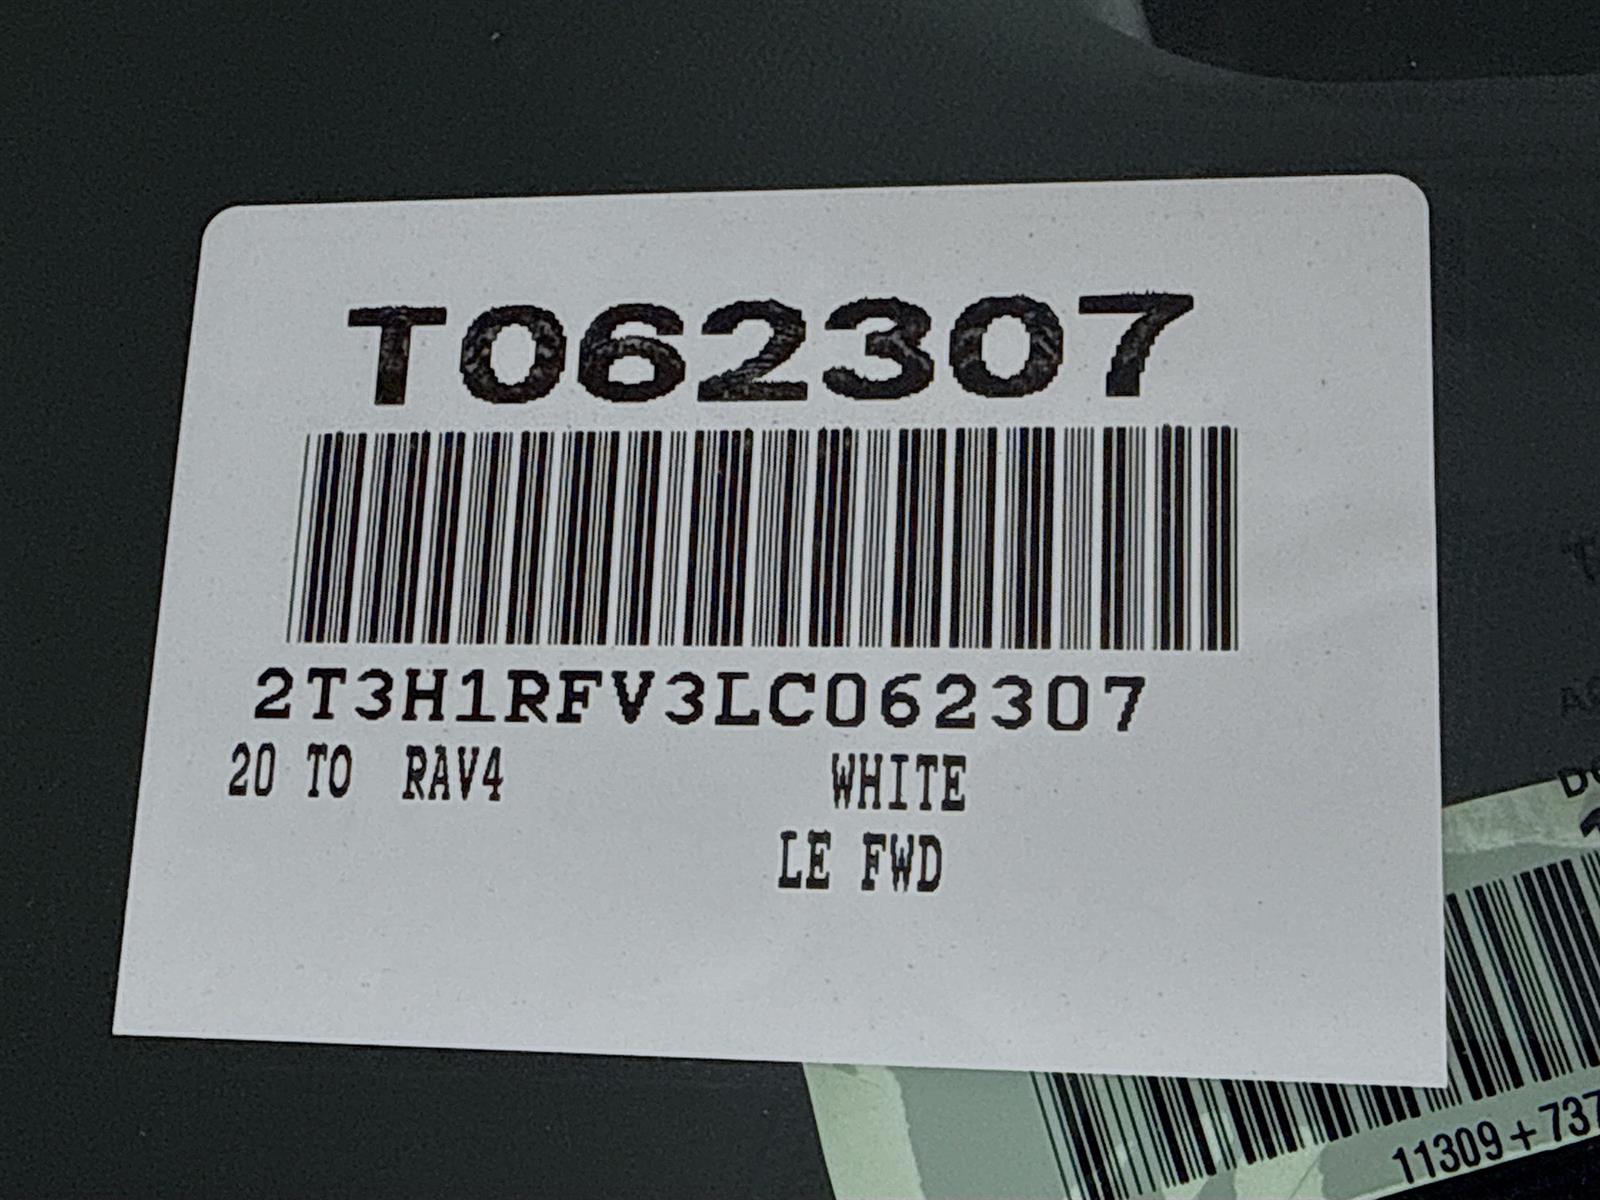 T062307
2T3H1RFV3LC062307
20 TO RAV4 WHITE
LE FWD
11309+737